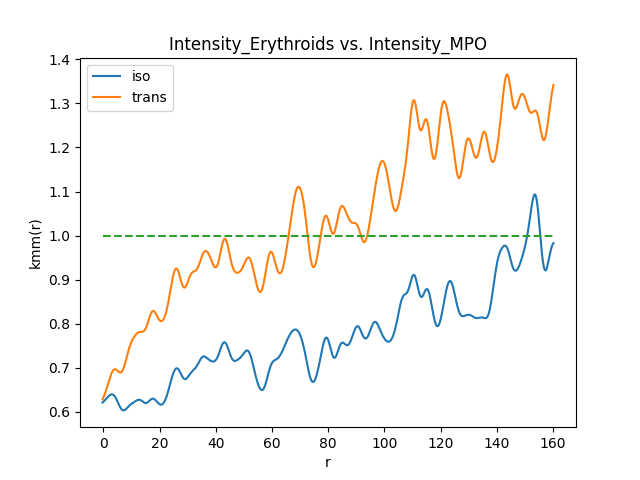 Intensity_Erythroids vs. Intensity_MPO
iso
trans
kmm(r)
1.4
1.3
1.2
1.1
1.0
0.9
0.8
0.7
0.6
0 20 40 60 80 100 120 140 160
r